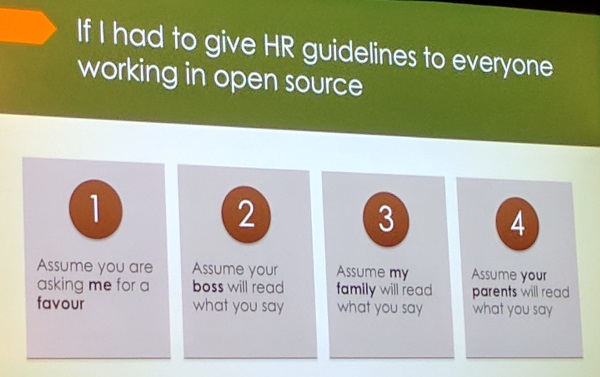 If I had to give HR guidelines to everyone
working in open source
1
Assume you are
asking me for a
favour
2
Assume your
boss will read
what you say
3
Assume my
family will read
what you say
4
Assume your
parents will read
what you say